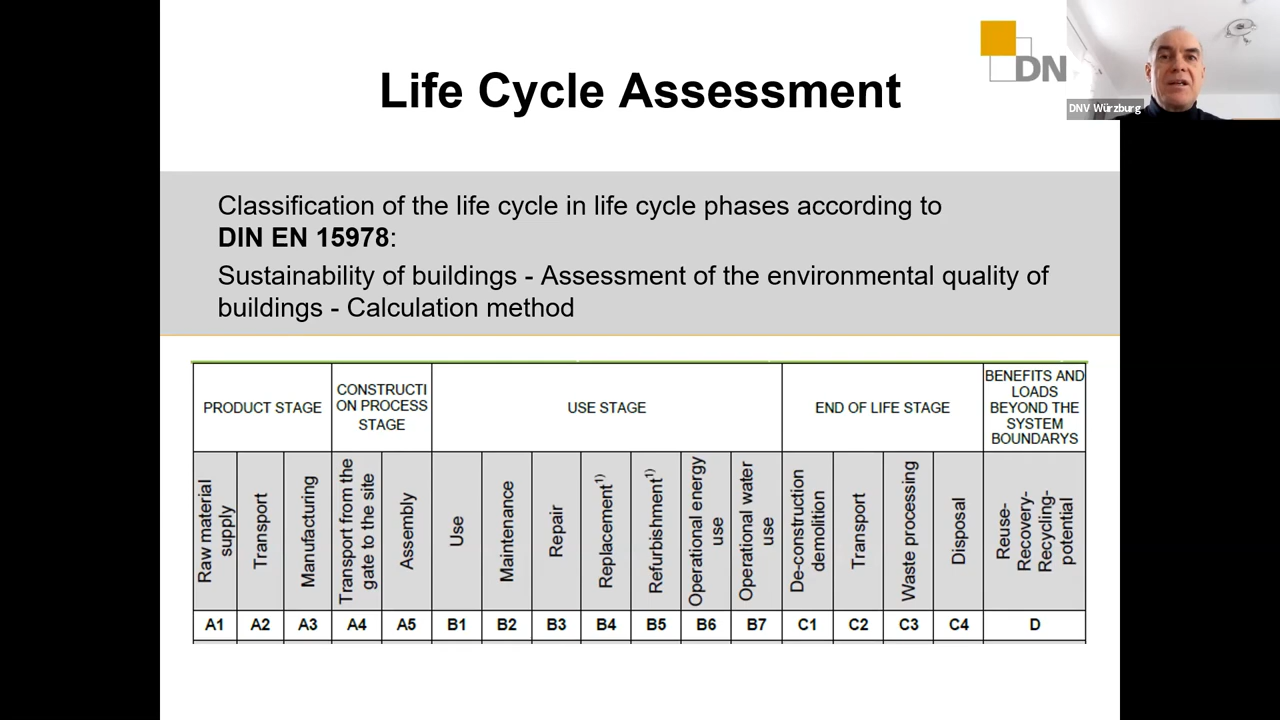 Life Cycle Assessment
DN
DNV Würzburg
Classification of the life cycle in life cycle phases according to
DIN EN 15978:
Sustainability of buildings - Assessment of the environmental quality of
buildings - Calculation method
PRODUCT STAGE
CONSTRUCTI
ON PROCESS
STAGE
USE STAGE
END OF LIFE STAGE
BENEFITS AND
LOADS
BEYOND THE
SYSTEM
BOUNDARYS
Raw material
supply
Transport
Manufacturing
Transport from the
gate to the site
Assembly
Use
Maintenance
Repair
Replacement1)
Refurbishment1)
Operational energy
use
Operational water
use
De-construction
demolition
Transport
Waste processing
Disposal
Reuse-
Recovery-
Recycling-
potential
A1 A2 A3 A4 A5 B1 B2 B3 B4 B5 B6 B7 C1 C2 C3 C4 D